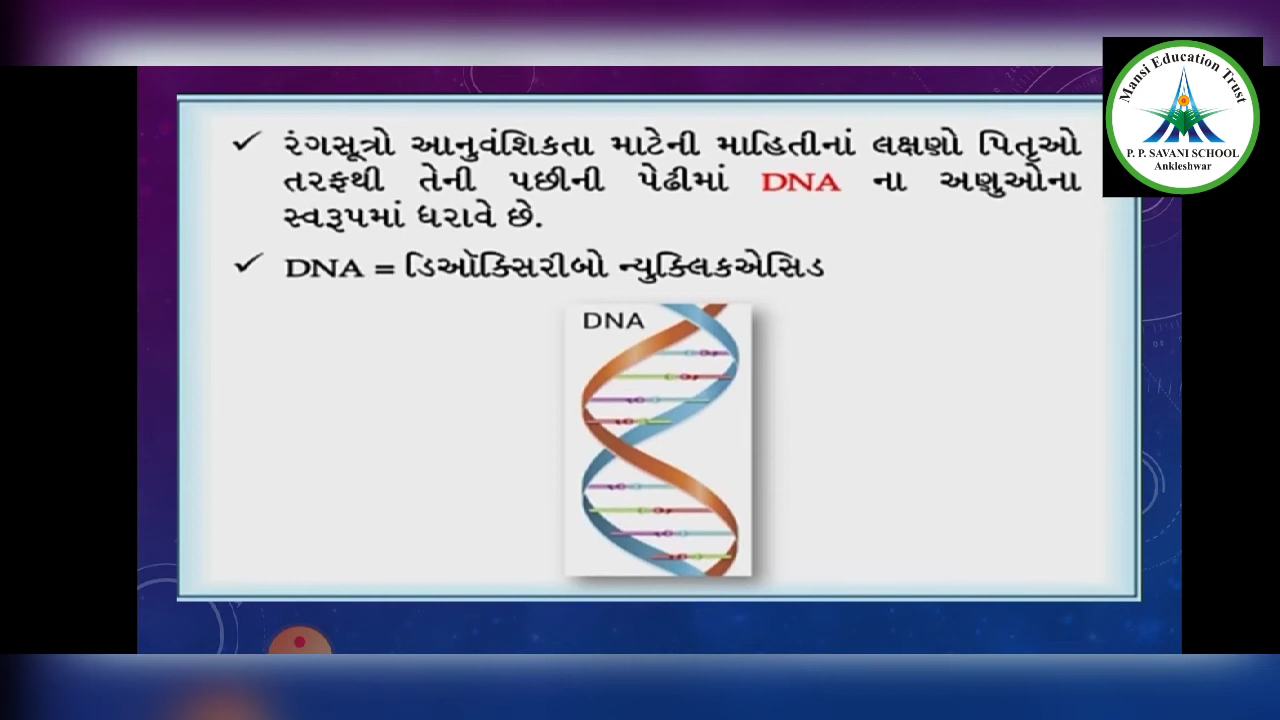 રંગસૂત્રો આનુવંશિકતા માટેની માહિતીનાં લક્ષણો પિતૃઓ
તરફથી તેની પછીની પેઢીમાં DNA ના અણુઓના
સ્વરૂપમાં ધરાવે છે.
DNA = ડિઑક્સિરીબો ન્યુક્લિકએસિડ
DNA
Mansi Education Trust
P. P. SAVANI SCHOOL
Ankleshwar